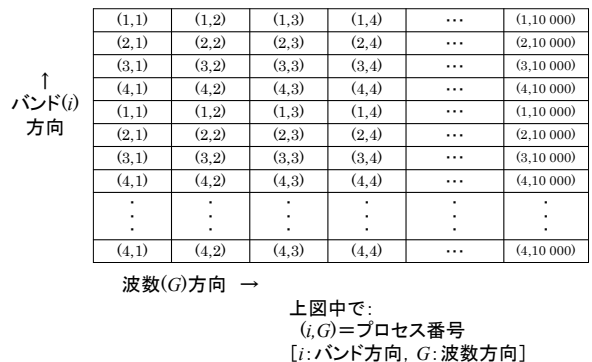 (1,1) (1,2) (1,3) (1,4) ⋯ (1,10 000)
(2,1) (2,2) (2,3) (2,4) ⋯ (2,10 000)
(3,1) (3,2) (3,3) (3,4) ⋯ (3,10 000)
(4,1) (4,2) (4,3) (4,4) ⋯ (4,10 000)
(1,1) (1,2) (1,3) (1,4) ⋯ (1,10 000)
(2,1) (2,2) (2,3) (2,4) ⋯ (2,10 000)
(3,1) (3,2) (3,3) (3,4) ⋯ (3,10 000)
(4,1) (4,2) (4,3) (4,4) ⋯ (4,10 000)
⋮ ⋮ ⋮ ⋮ ⋮ ⋮
(4,1) (4,2) (4,3) (4,4) ⋯ (4,10 000)
↑
バンド(i)
方向
波数(G)方向 →
上図中で:
(i,G)=プロセス番号
[i:バンド方向, G:波数方向]